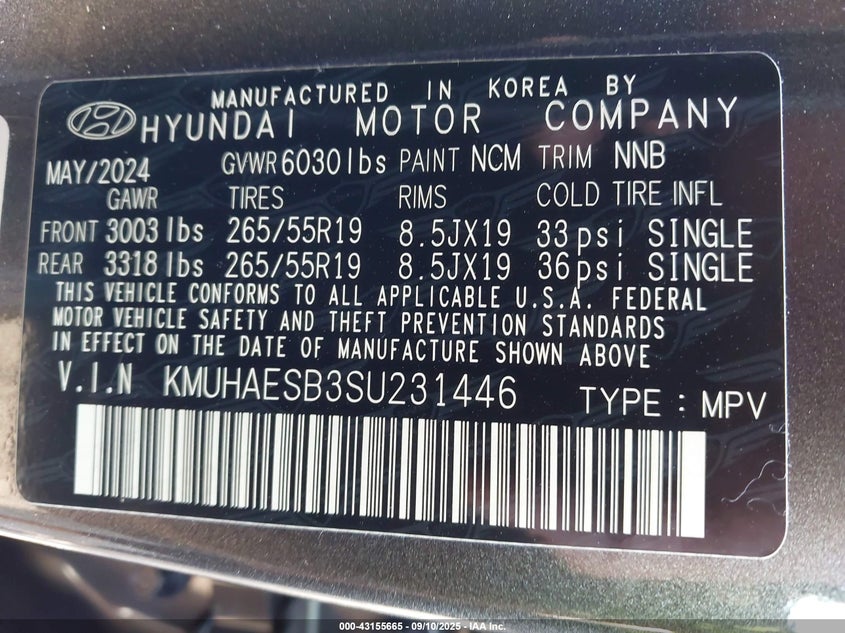 MANUFACTURED IN KOREA BY
HYUNDAI MOTOR COMPANY
MAY/2024 GVWR 6030 lbs PAINT NCM TRIM NNB
GAWR TIRES RIMS COLD TIRE INFL
FRONT 3003 lbs 265/55R19 8.5JX19 33 psi SINGLE
REAR 3318 lbs 265/55R19 8.5JX19 36 psi SINGLE
THIS VEHICLE CONFORMS TO ALL APPLICABLE U.S.A. FEDERAL
MOTOR VEHICLE SAFETY AND THEFT PREVENTION STANDARDS
IN EFFECT ON THE DATE OF MANUFACTURE SHOWN ABOVE
V.I.N KMUHAESB3SU231446 TYPE : MPV
000-43155665 - 09/10/2025 - IAA Inc.